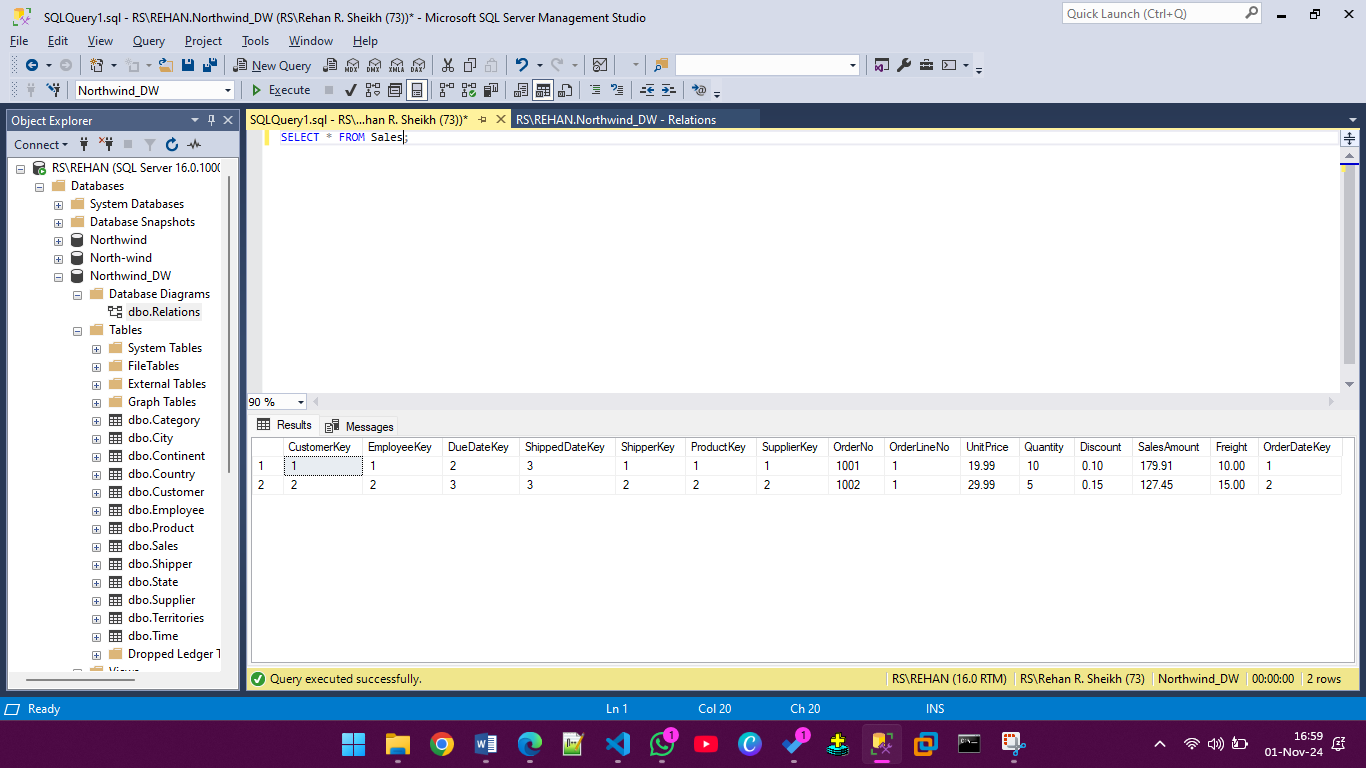 SQLQuery1.sql - RS\REHAN.Northwind_DW (RS\Rehan R. Sheikh (73))* - Microsoft SQL Server Management Studio
Quick Launch (Ctrl+Q)
File Edit View Query Project Tools Window Help
New Query MDX DMX XMLA DAX
Northwind_DW Execute
Object Explorer
SQLQuery1.sql - RS\...han R. Sheikh (73))* RS\REHAN.Northwind_DW - Relations
Connect
SELECT * FROM Sales;
RS\REHAN (SQL Server 16.0.1000
Databases
System Databases
Database Snapshots
Northwind
North-wind
Northwind_DW
Database Diagrams
dbo.Relations
Tables
System Tables
FileTables
External Tables
Graph Tables
dbo.Category
dbo.City
dbo.Continent
dbo.Country
dbo.Customer
dbo.Employee
dbo.Product
dbo.Sales
dbo.Shipper
dbo.State
dbo.Supplier
dbo.Territories
dbo.Time
Dropped Ledger T
Views
90 %
Results Messages
CustomerKey EmployeeKey DueDateKey ShippedDateKey ShipperKey ProductKey SupplierKey OrderNo OrderLineNo UnitPrice Quantity Discount SalesAmount Freight OrderDateKey
1 1 1 2 3 1 1 1 1001 1 19.99 10 0.10 179.91 10.00 1
2 2 2 3 3 2 2 2 1002 1 29.99 5 0.15 127.45 15.00 2
Query executed successfully. RS\REHAN (16.0 RTM) RS\Rehan R. Sheikh (73) Northwind_DW 00:00:00 2 rows
Ready Ln 1 Col 20 Ch 20 INS
1 1
16:59
01-Nov-24